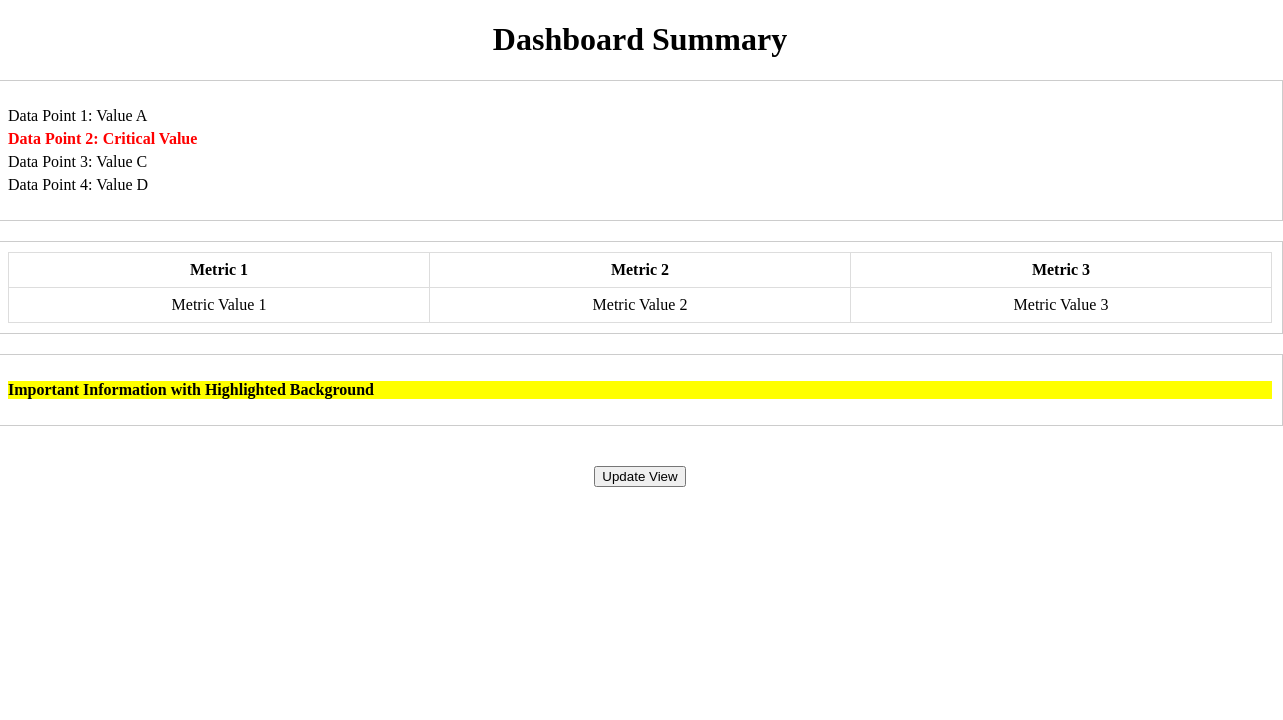 Dashboard Summary
Data Point 1: Value A
Data Point 2: Critical Value
Data Point 3: Value C
Data Point 4: Value D
Metric 1 Metric 2 Metric 3
Metric Value 1 Metric Value 2 Metric Value 3
Important Information with Highlighted Background
Update View